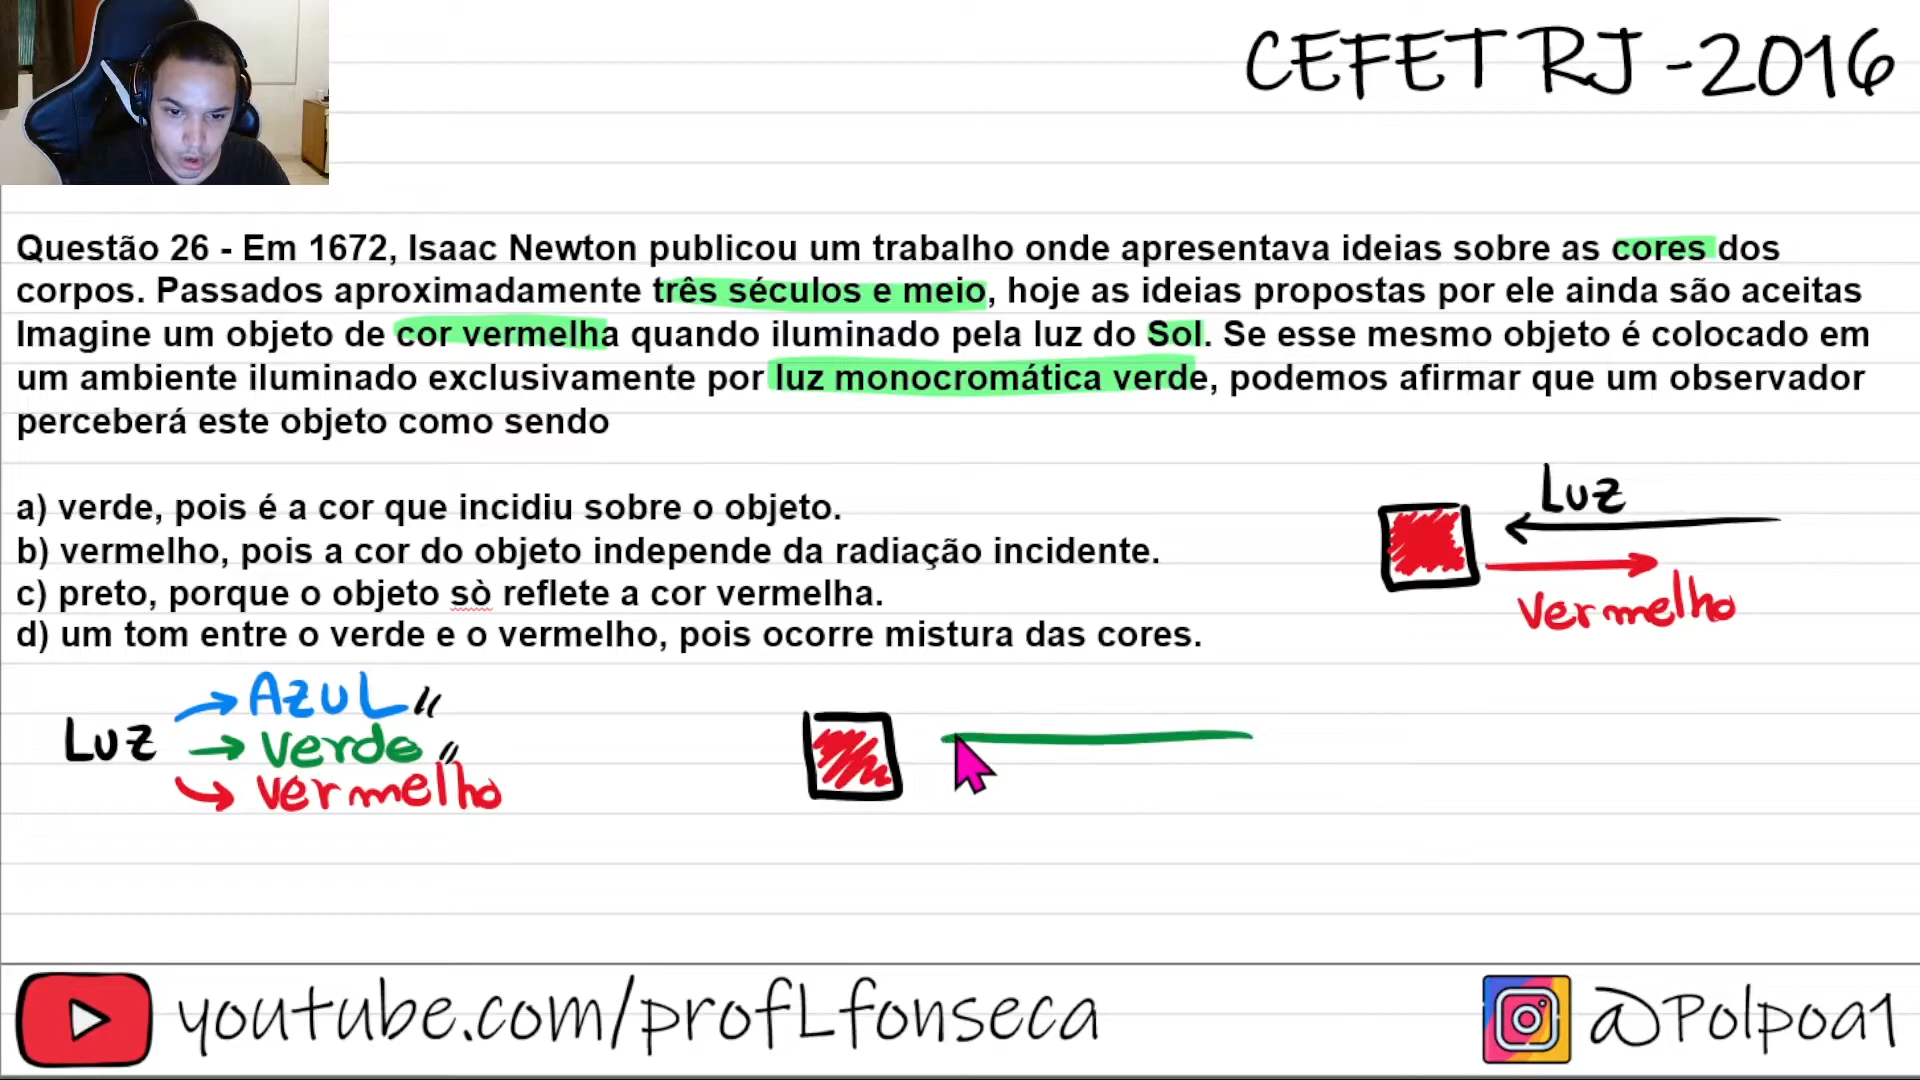 CEFET RJ - 2016
Questão 26 - Em 1672, Isaac Newton publicou um trabalho onde apresentava ideias sobre as cores dos
corpos. Passados aproximadamente três séculos e meio, hoje as ideias propostas por ele ainda são aceitas
Imagine um objeto de cor vermelha quando iluminado pela luz do Sol. Se esse mesmo objeto é colocado em
um ambiente iluminado exclusivamente por luz monocromática verde, podemos afirmar que um observador
perceberá este objeto como sendo
a) verde, pois é a cor que incidiu sobre o objeto.
b) vermelho, pois a cor do objeto independe da radiação incidente.
c) preto, porque o objeto sò reflete a cor vermelha.
d) um tom entre o verde e o vermelho, pois ocorre mistura das cores.
Luz
Vermelho
Luz
AZUL
Verde
Vermelho
youtube.com/profLfonseca
@Polpoa1